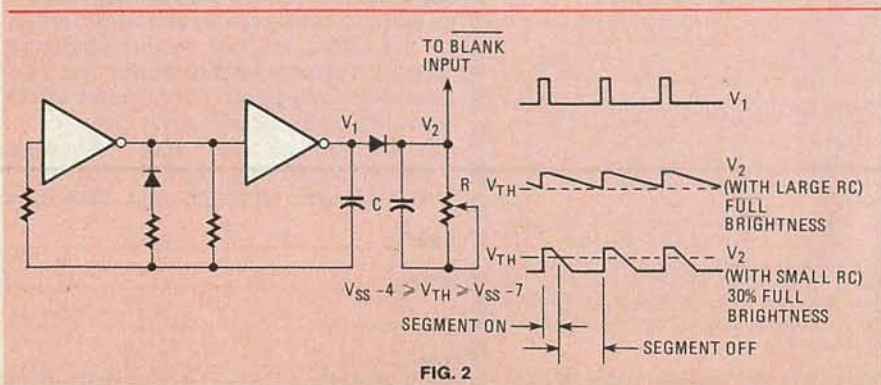 TO BLANK
INPUT
V1
V2
R
C
VSS -4 ⩾ VTH ⩾ VSS -7
V1
VTH
V2
(WITH LARGE RC)
FULL
BRIGHTNESS
VTH
V2
(WITH SMALL RC)
30% FULL
BRIGHTNESS
SEGMENT ON
SEGMENT OFF
FIG. 2